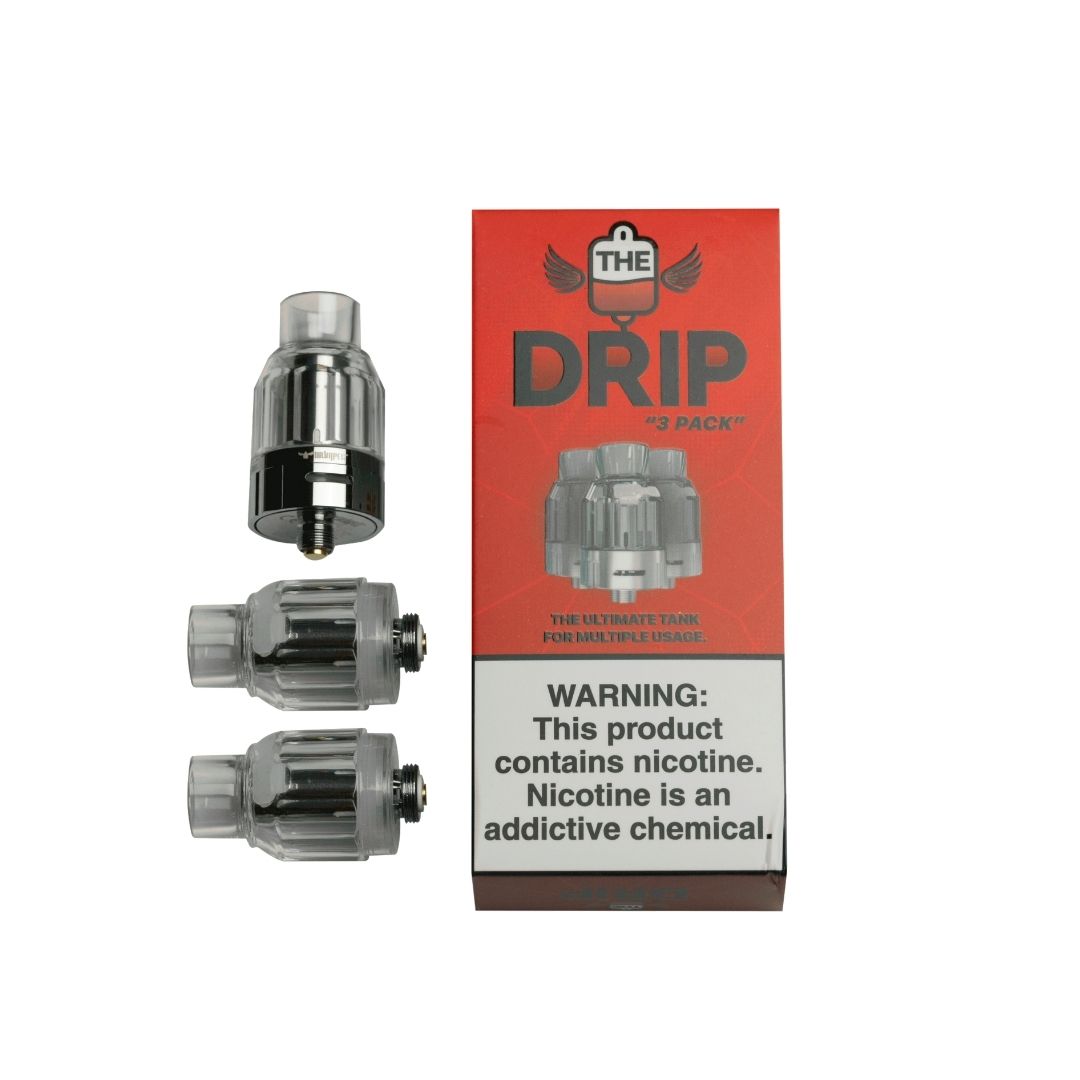 THE
DRIP
"3 PACK"
THE ULTIMATE TANK
FOR MULTIPLE USAGE.
WARNING:
This product
contains nicotine.
Nicotine is an
addictive chemical.